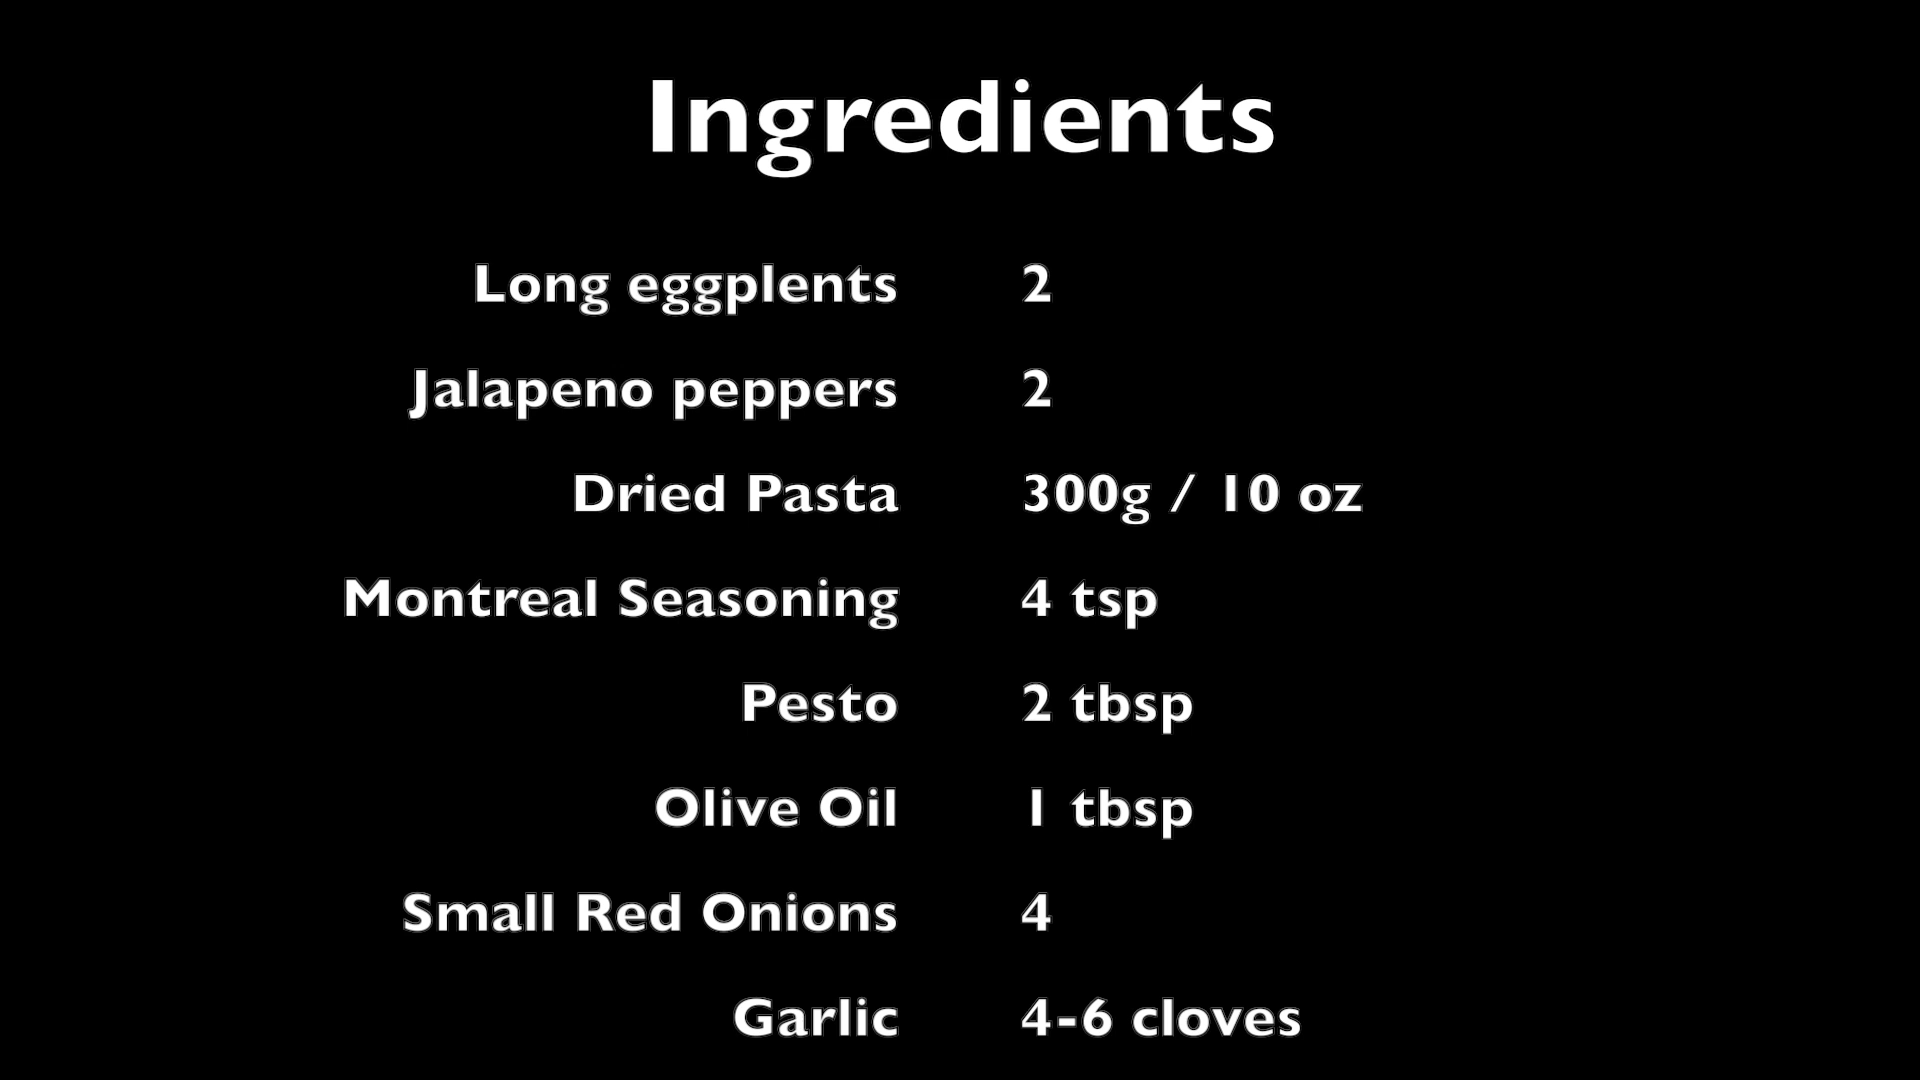 Ingredients
Long eggplents 2
Jalapeno peppers 2
Dried Pasta 300g / 10 oz
Montreal Seasoning 4 tsp
Pesto 2 tbsp
Olive Oil 1 tbsp
Small Red Onions 4
Garlic 4-6 cloves